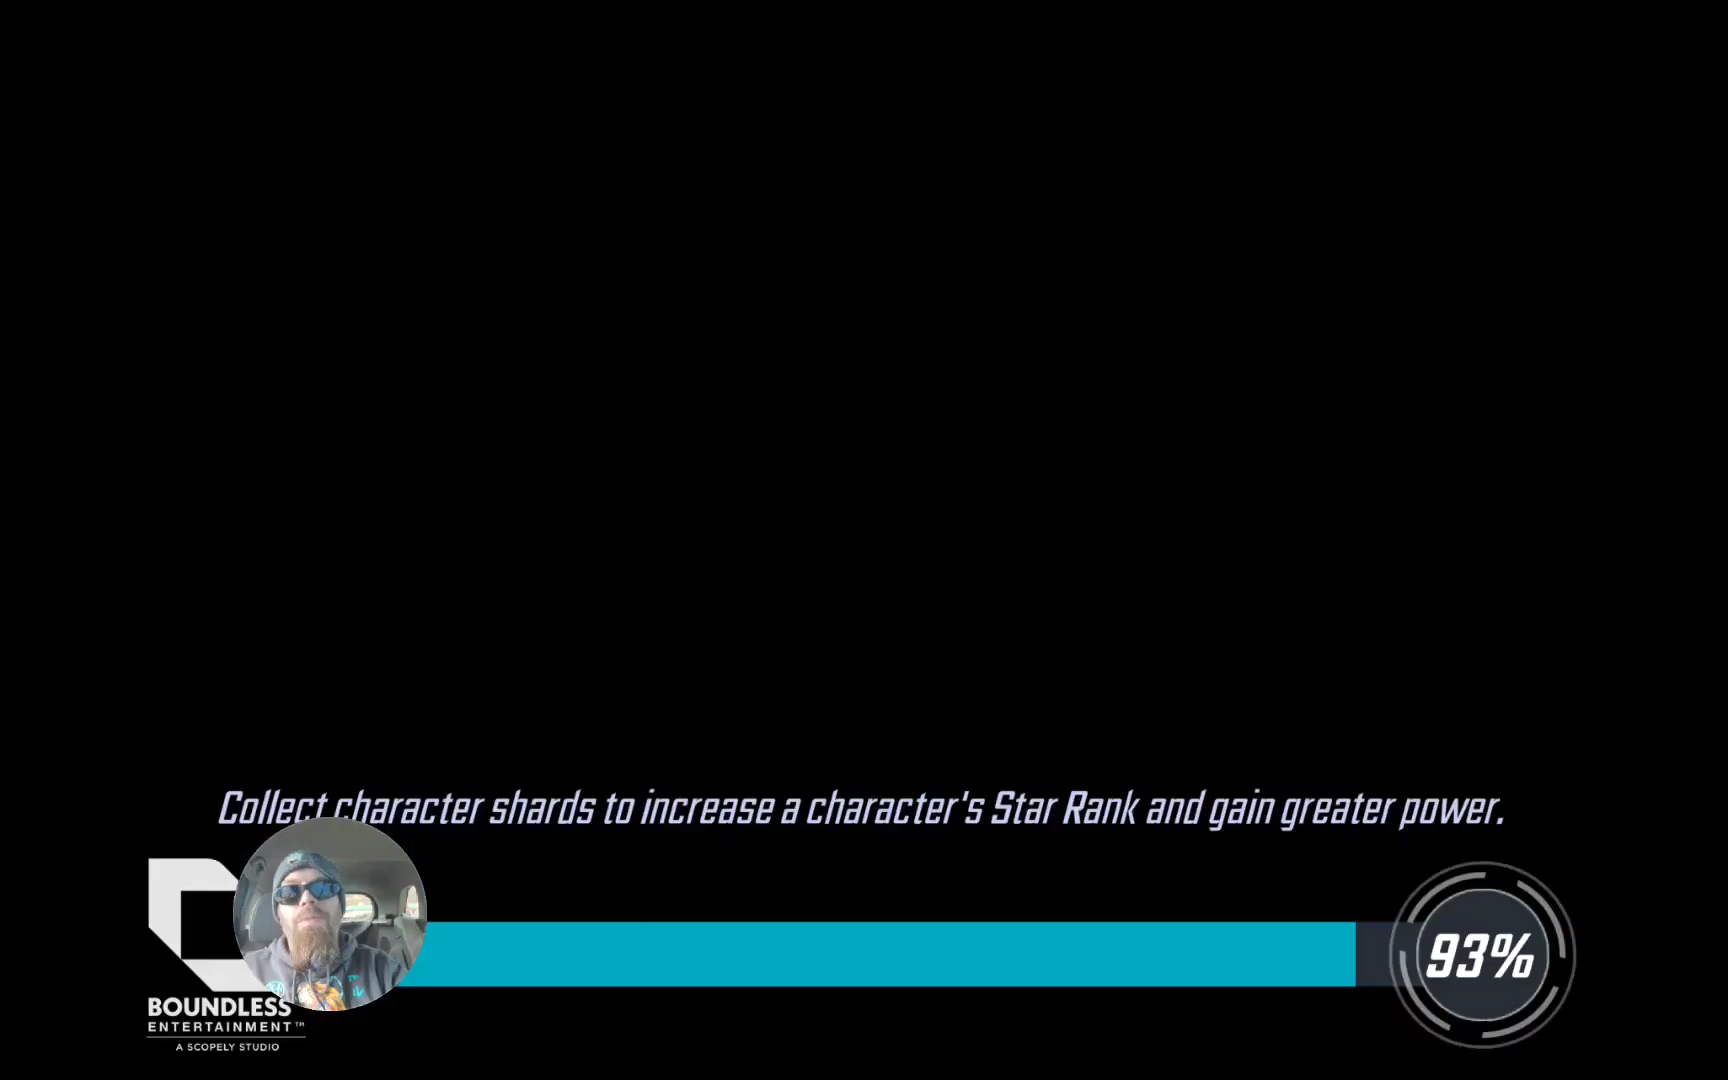 Collect character shards to increase a character's Star Rank and gain greater power.
93%
BOUNDLESS
ENTERTAINMENT™
A SCOPELY STUDIO